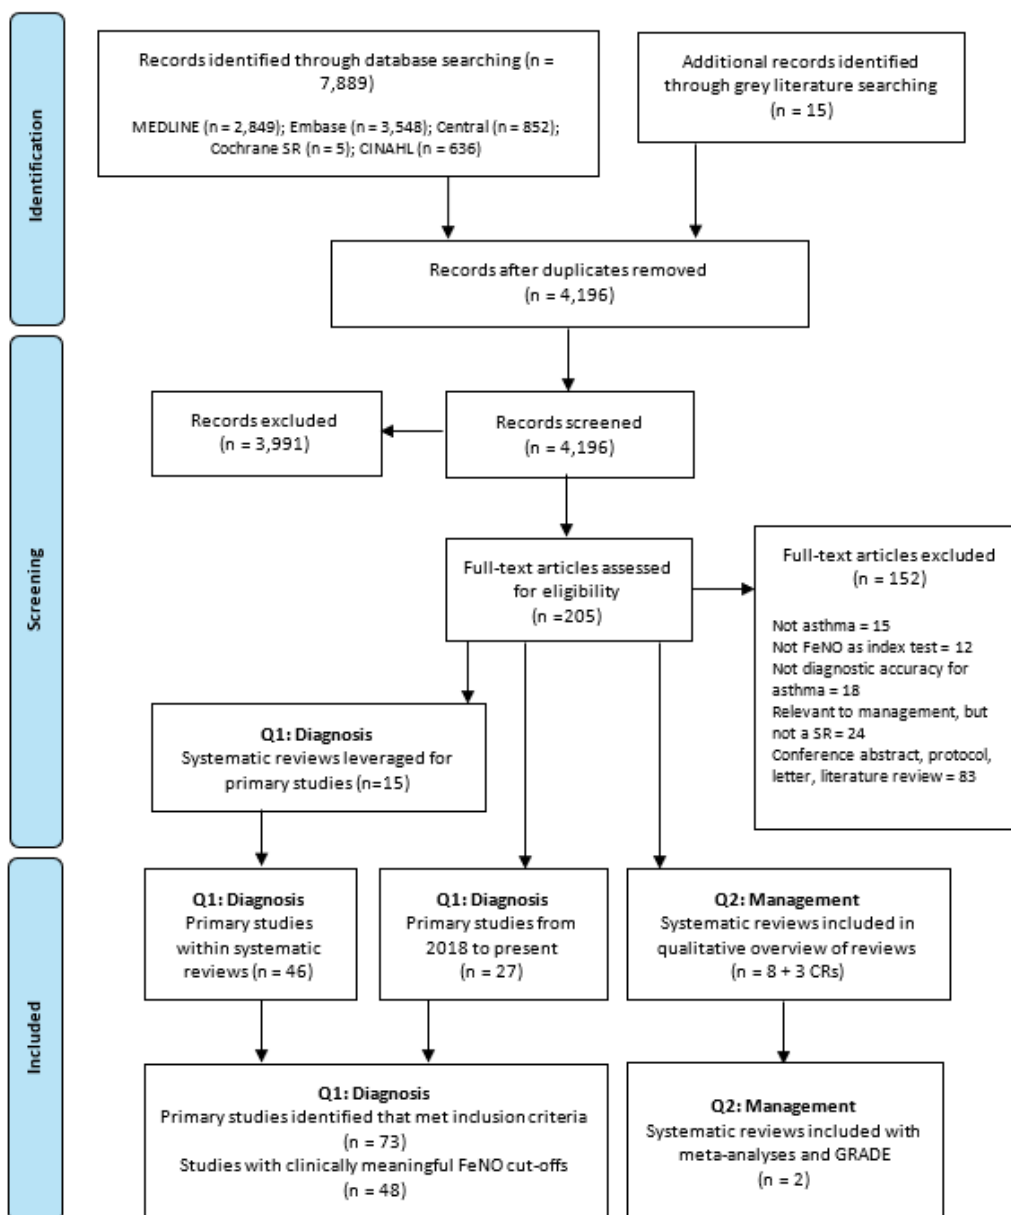 Identification
Records identified through database searching (n =
7,889)
MEDLINE (n = 2,849); Embase (n = 3,548); Central (n = 852);
Cochrane SR (n = 5); CINAHL (n = 636)
Additional records identified
through grey literature searching
(n = 15)
Records after duplicates removed
(n = 4,196)
Screening
Records excluded
(n = 3,991)
Records screened
(n = 4,196)
Full-text articles assessed
for eligibility
(n =205)
Full-text articles excluded
(n = 152)
Not asthma = 15
Not FeNO as index test = 12
Not diagnostic accuracy for
asthma = 18
Relevant to management, but
not a SR = 24
Conference abstract, protocol,
letter, literature review = 83
Q1: Diagnosis
Systematic reviews leveraged for
primary studies (n=15)
Included
Q1: Diagnosis
Primary studies
within systematic
reviews (n = 46)
Q1: Diagnosis
Primary studies from
2018 to present
(n = 27)
Q2: Management
Systematic reviews included in
qualitative overview of reviews
(n = 8 + 3 CRs)
Q1: Diagnosis
Primary studies identified that met inclusion criteria
(n = 73)
Studies with clinically meaningful FeNO cut-offs
(n = 48)
Q2: Management
Systematic reviews included with
meta-analyses and GRADE
(n = 2)